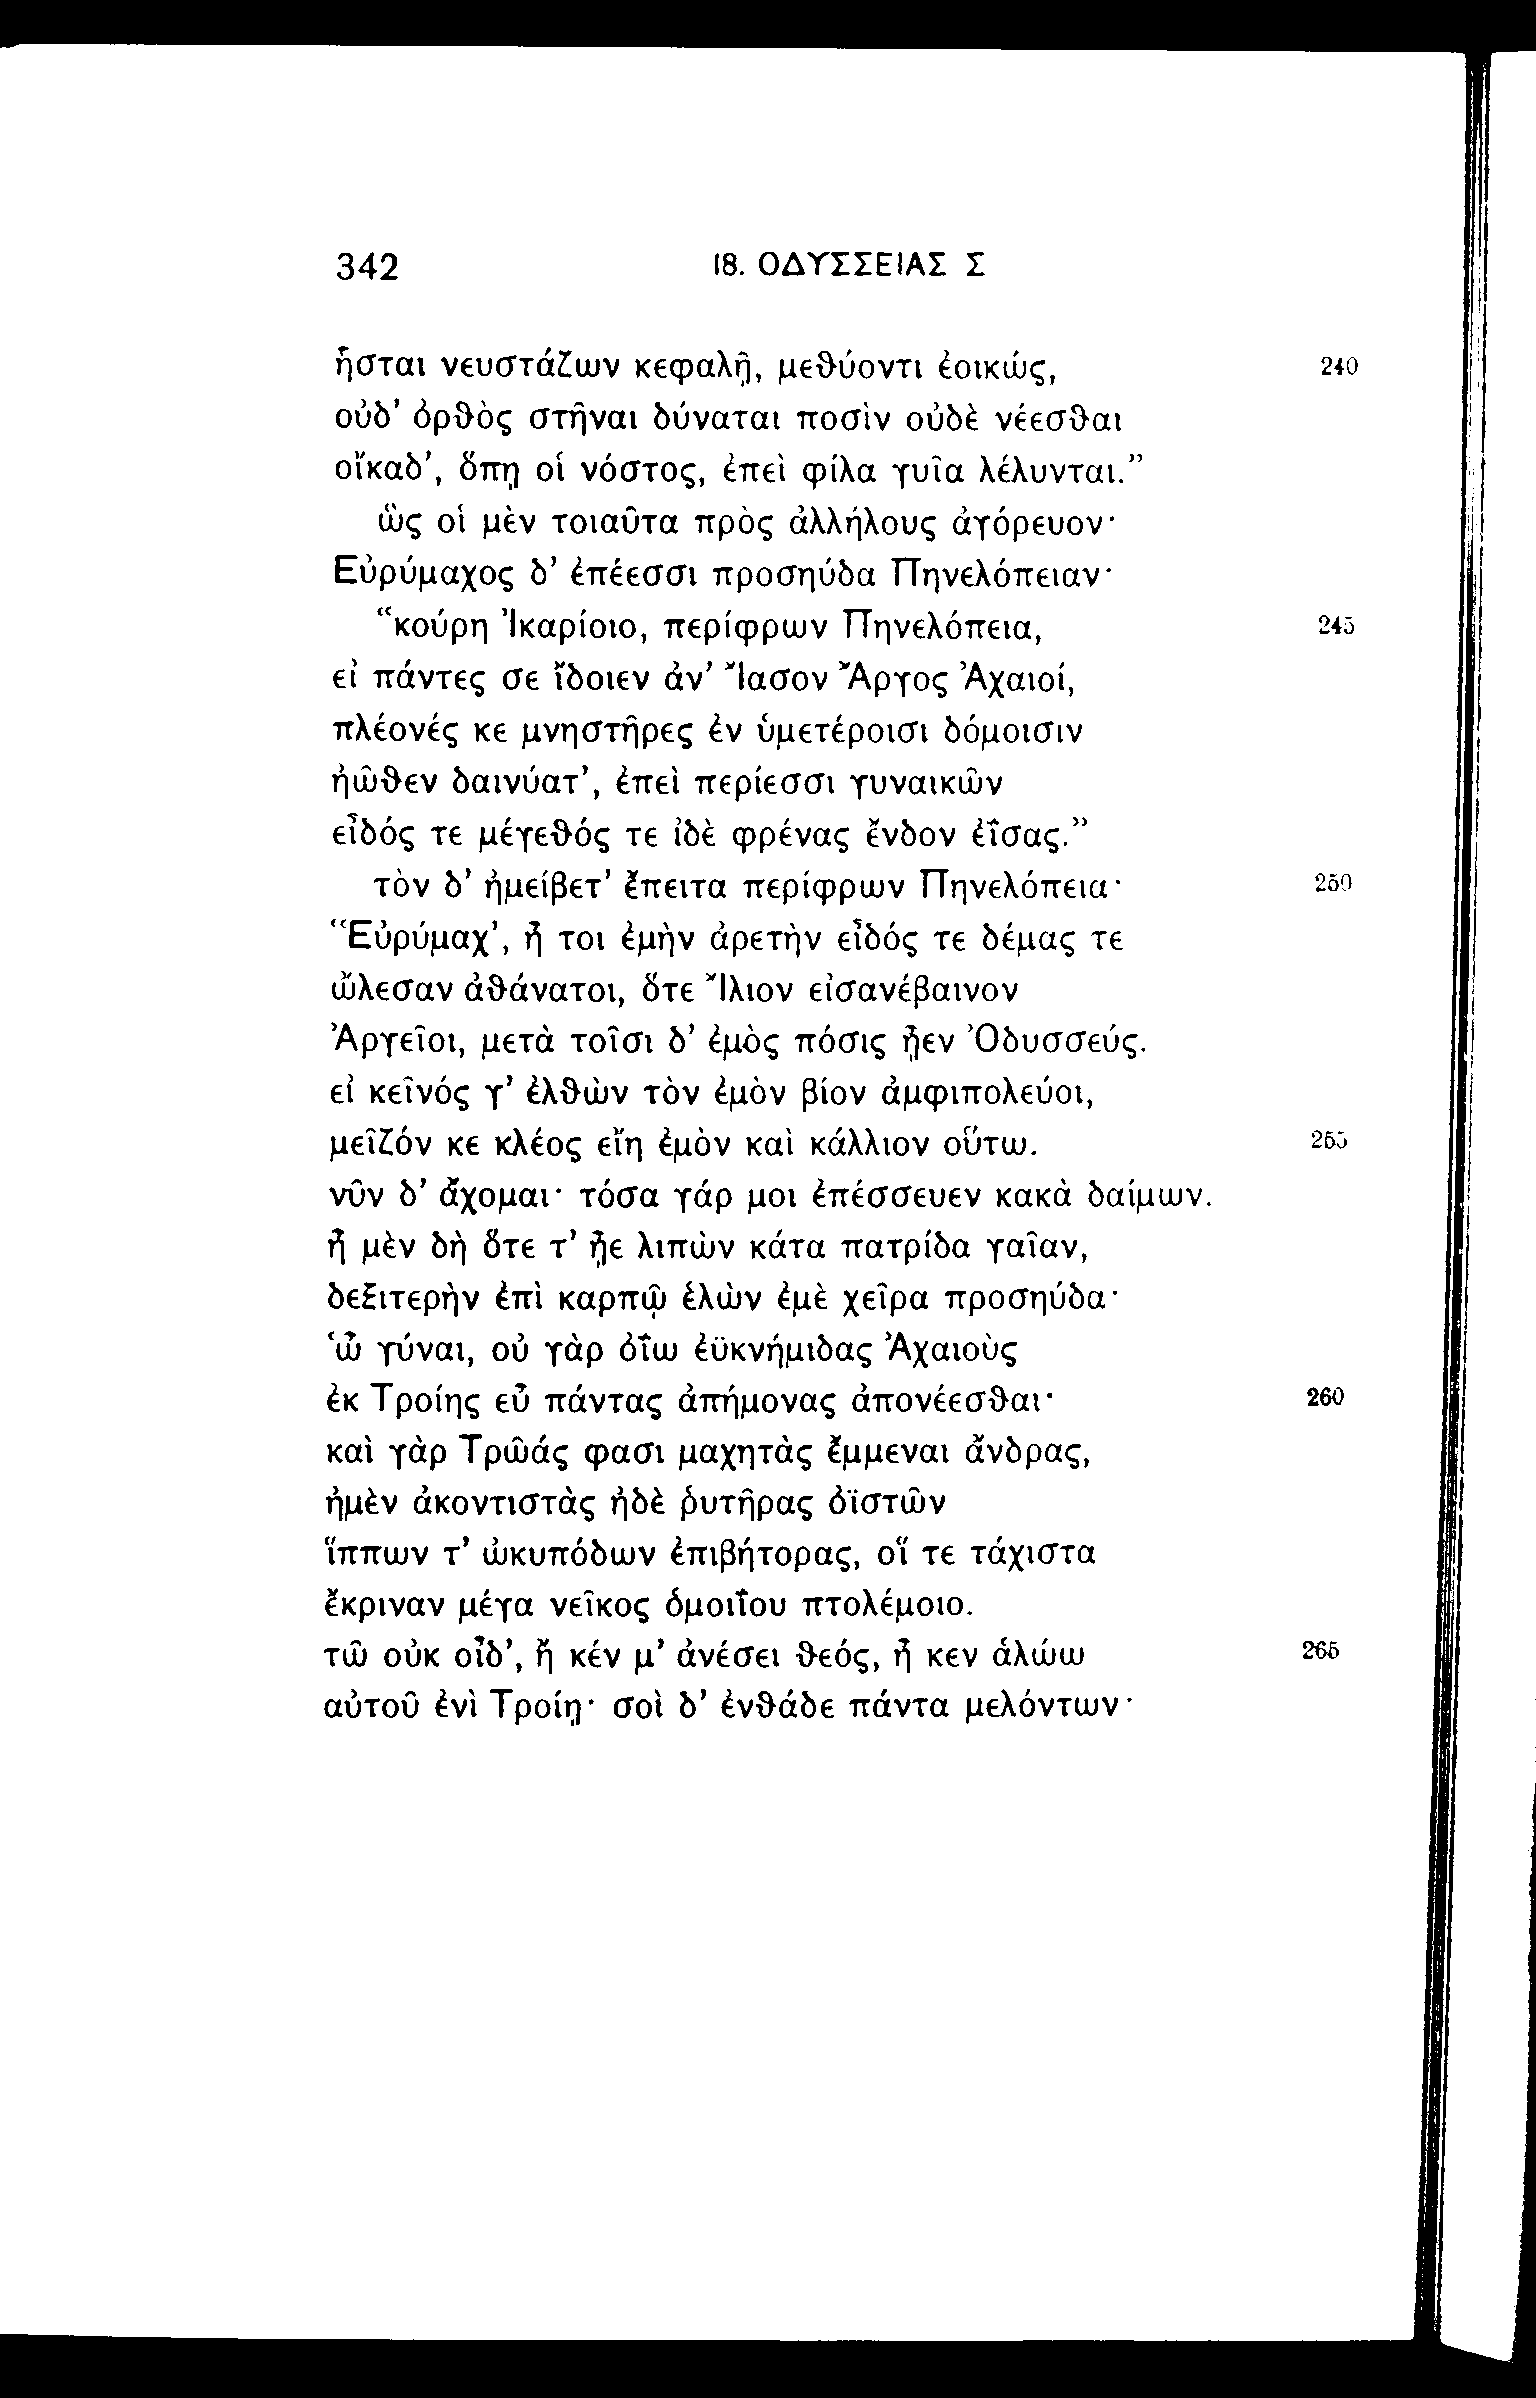 342 18. ΟΔΥΣΣΕΙΑΣ Σ
ἧσται νευστάζων κεφαλῇ, μεθύοντι ἐοικώς, 240
οὐδ’ ὀρθὸς στῆναι δύναται ποσὶν οὐδὲ νέεσθαι
οἴκαδ’, ὅπῃ οἱ νόστος, ἐπεὶ φίλα γυῖα λέλυνται.”
ὣς οἱ μὲν τοιαῦτα πρὸς ἀλλήλους ἀγόρευον·
Εὐρύμαχος δ’ ἐπέεσσι προσηύδα Πηνελόπειαν·
“κούρη Ἰκαρίοιο, περίφρων Πηνελόπεια, 245
εἰ πάντες σε ἴδοιεν ἀν’ Ἴασον Ἄργος Ἀχαιοί,
πλέονές κε μνηστῆρες ἐν ὑμετέροισι δόμοισιν
ἠῶθεν δαινύατ’, ἐπεὶ περίεσσι γυναικῶν
εἶδός τε μέγεθός τε ἰδὲ φρένας ἔνδον ἐΐσας.”
τὸν δ’ ἠμείβετ’ ἔπειτα περίφρων Πηνελόπεια· 250
“Εὐρύμαχ’, ἦ τοι ἐμὴν ἀρετὴν εἶδός τε δέμας τε
ὤλεσαν ἀθάνατοι, ὅτε Ἴλιον εἰσανέβαινον
Ἀργεῖοι, μετὰ τοῖσι δ’ ἐμὸς πόσις ᾖεν Ὀδυσσεύς.
εἰ κεῖνός γ’ ἐλθὼν τὸν ἐμὸν βίον ἀμφιπολεύοι,
μεῖζόν κε κλέος εἴη ἐμὸν καὶ κάλλιον οὕτω. 255
νῦν δ’ ἄχομαι· τόσα γάρ μοι ἐπέσσευεν κακὰ δαίμων.
ἦ μὲν δὴ ὅτε τ’ ᾖε λιπὼν κάτα πατρίδα γαῖαν,
δεξιτερὴν ἐπὶ καρπῷ ἑλὼν ἐμὲ χεῖρα προσηύδα·
‘ὦ γύναι, οὐ γὰρ ὀΐω ἐϋκνήμιδας Ἀχαιοὺς
ἐκ Τροίης εὖ πάντας ἀπήμονας ἀπονέεσθαι· 260
καὶ γὰρ Τρῶάς φασι μαχητὰς ἔμμεναι ἄνδρας,
ἠμὲν ἀκοντιστὰς ἠδὲ ῥυτῆρας ὀϊστῶν
ἵππων τ’ ὠκυπόδων ἐπιβήτορας, οἵ τε τάχιστα
ἔκριναν μέγα νεῖκος ὁμοιΐου πτολέμοιο.
τῶ οὐκ οἶδ’, ἤ κέν μ’ ἀνέσει θεός, ἦ κεν ἁλώω 265
αὐτοῦ ἐνὶ Τροίῃ· σοὶ δ’ ἐνθάδε πάντα μελόντων·